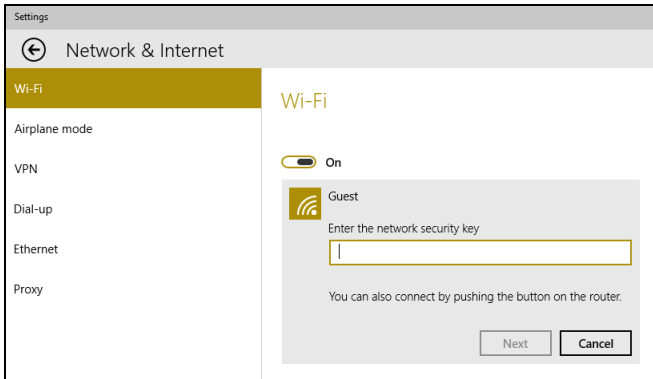 Settings
Network & Internet
Wi-Fi
Airplane mode
VPN
Dial-up
Ethernet
Proxy
Wi-Fi
On
Guest
Enter the network security key
You can also connect by pushing the button on the router.
Next
Cancel